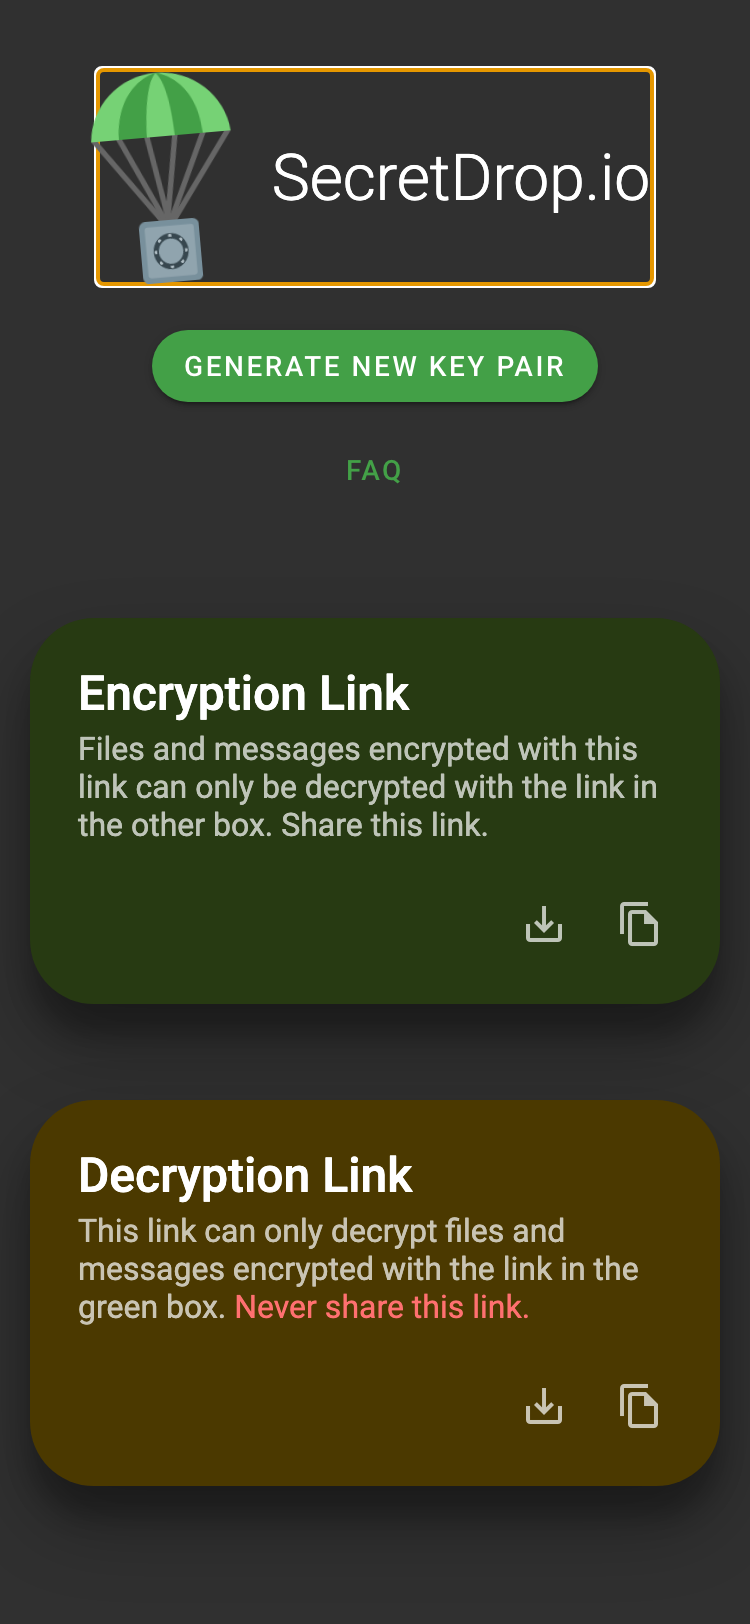 SecretDrop.io
GENERATE NEW KEY PAIR
FAQ
Encryption Link
Files and messages encrypted with this
link can only be decrypted with the link in
the other box. Share this link.
Decryption Link
This link can only decrypt files and
messages encrypted with the link in the
green box. Never share this link.